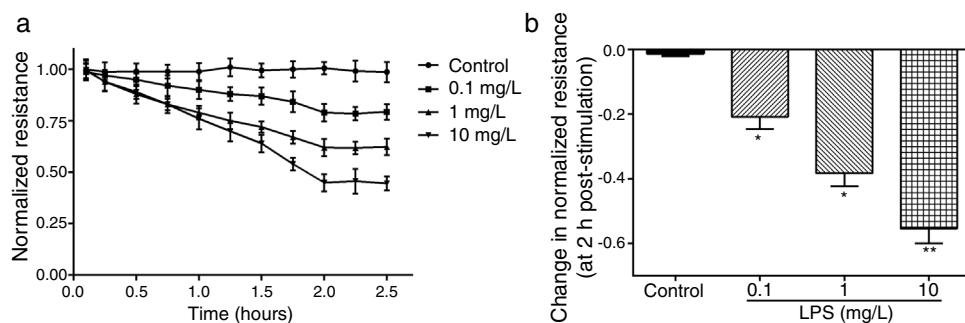 a
Normalized resistance
1.00
0.75
0.50
0.25
0.00
0.0
0.5
1.0
1.5
2.0
2.5
Time (hours)
Control
0.1 mg/L
1 mg/L
10 mg/L
b
Change in normalized resistance
(at 2 h post-stimulation)
0.0
-0.2
-0.4
-0.6
*
*
**
Control
0.1
1
10
LPS (mg/L)